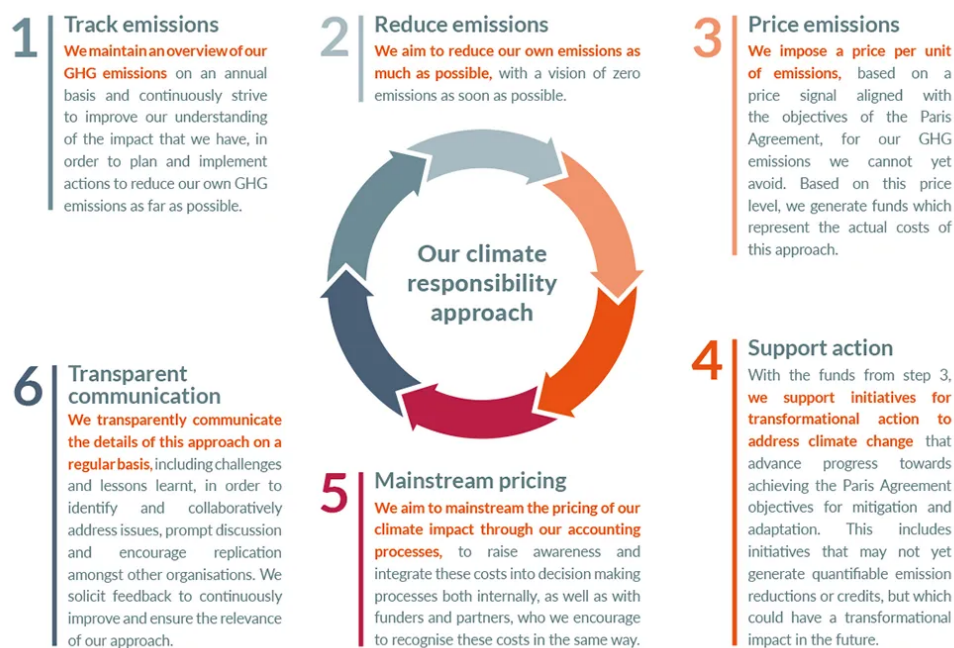 1
Track emissions
We maintain an overview of our
GHG emissions on an annual
basis and continuously strive
to improve our understanding
of the impact that we have, in
order to plan and implement
actions to reduce our own GHG
emissions as far as possible.
2
Reduce emissions
We aim to reduce our own emissions as
much as possible, with a vision of zero
emissions as soon as possible.
3
Price emissions
We impose a price per unit
of emissions, based on a
price signal aligned with
the objectives of the Paris
Agreement, for our GHG
emissions we cannot yet
avoid. Based on this price
level, we generate funds which
represent the actual costs of
this approach.
Our climate
responsibility
approach
4
Support action
With the funds from step 3,
we support initiatives for
transformational action to
address climate change that
advance progress towards
achieving the Paris Agreement
objectives for mitigation and
adaptation. This includes
initiatives that may not yet
generate quantifiable emission
reductions or credits, but which
could have a transformational
impact in the future.
5
Mainstream pricing
We aim to mainstream the pricing of our
climate impact through our accounting
processes, to raise awareness and
integrate these costs into decision making
processes both internally, as well as with
funders and partners, who we encourage
to recognise these costs in the same way.
6
Transparent
communication
We transparently communicate
the details of this approach on a
regular basis, including challenges
and lessons learnt, in order to
identify and collaboratively
address issues, prompt discussion
and encourage replication
amongst other organisations. We
solicit feedback to continuously
improve and ensure the relevance
of our approach.